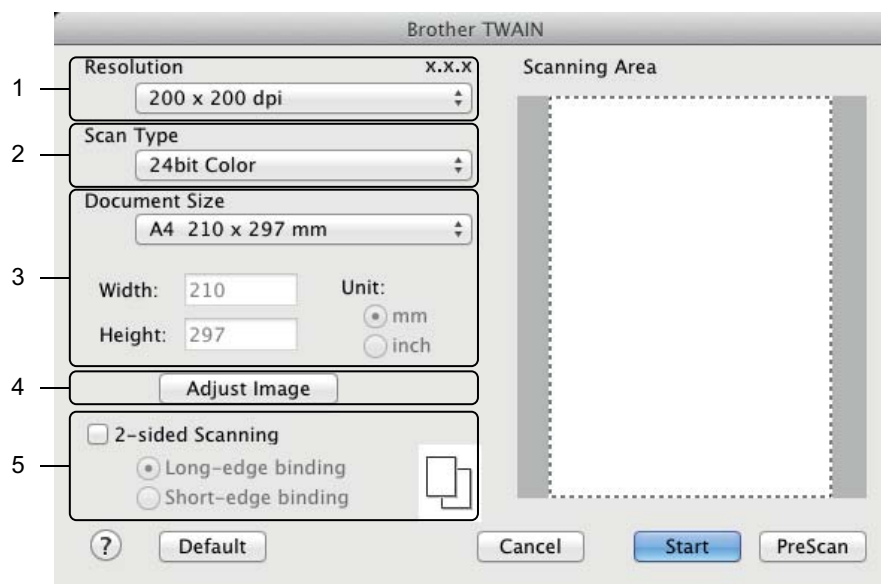 Brother TWAIN
1
Resolution x.x.x
200 x 200 dpi
2
Scan Type
24bit Color
3
Document Size
A4 210 x 297 mm
Width: 210
Unit:
mm
Height: 297
inch
4
Adjust Image
5
2-sided Scanning
Long-edge binding
Short-edge binding
Scanning Area
? Default Cancel Start PreScan